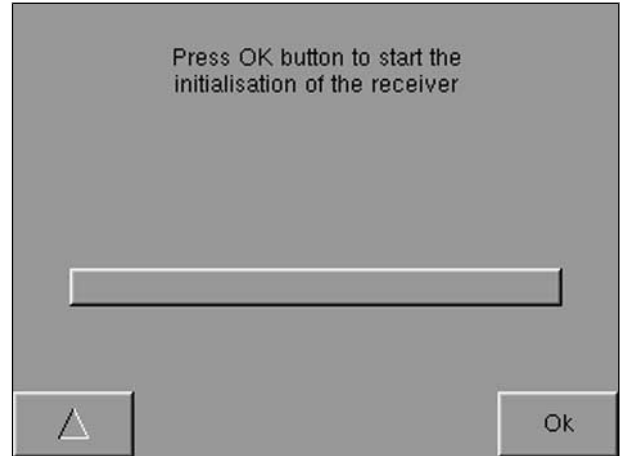 Press OK button to start the
initialisation of the receiver
Ok